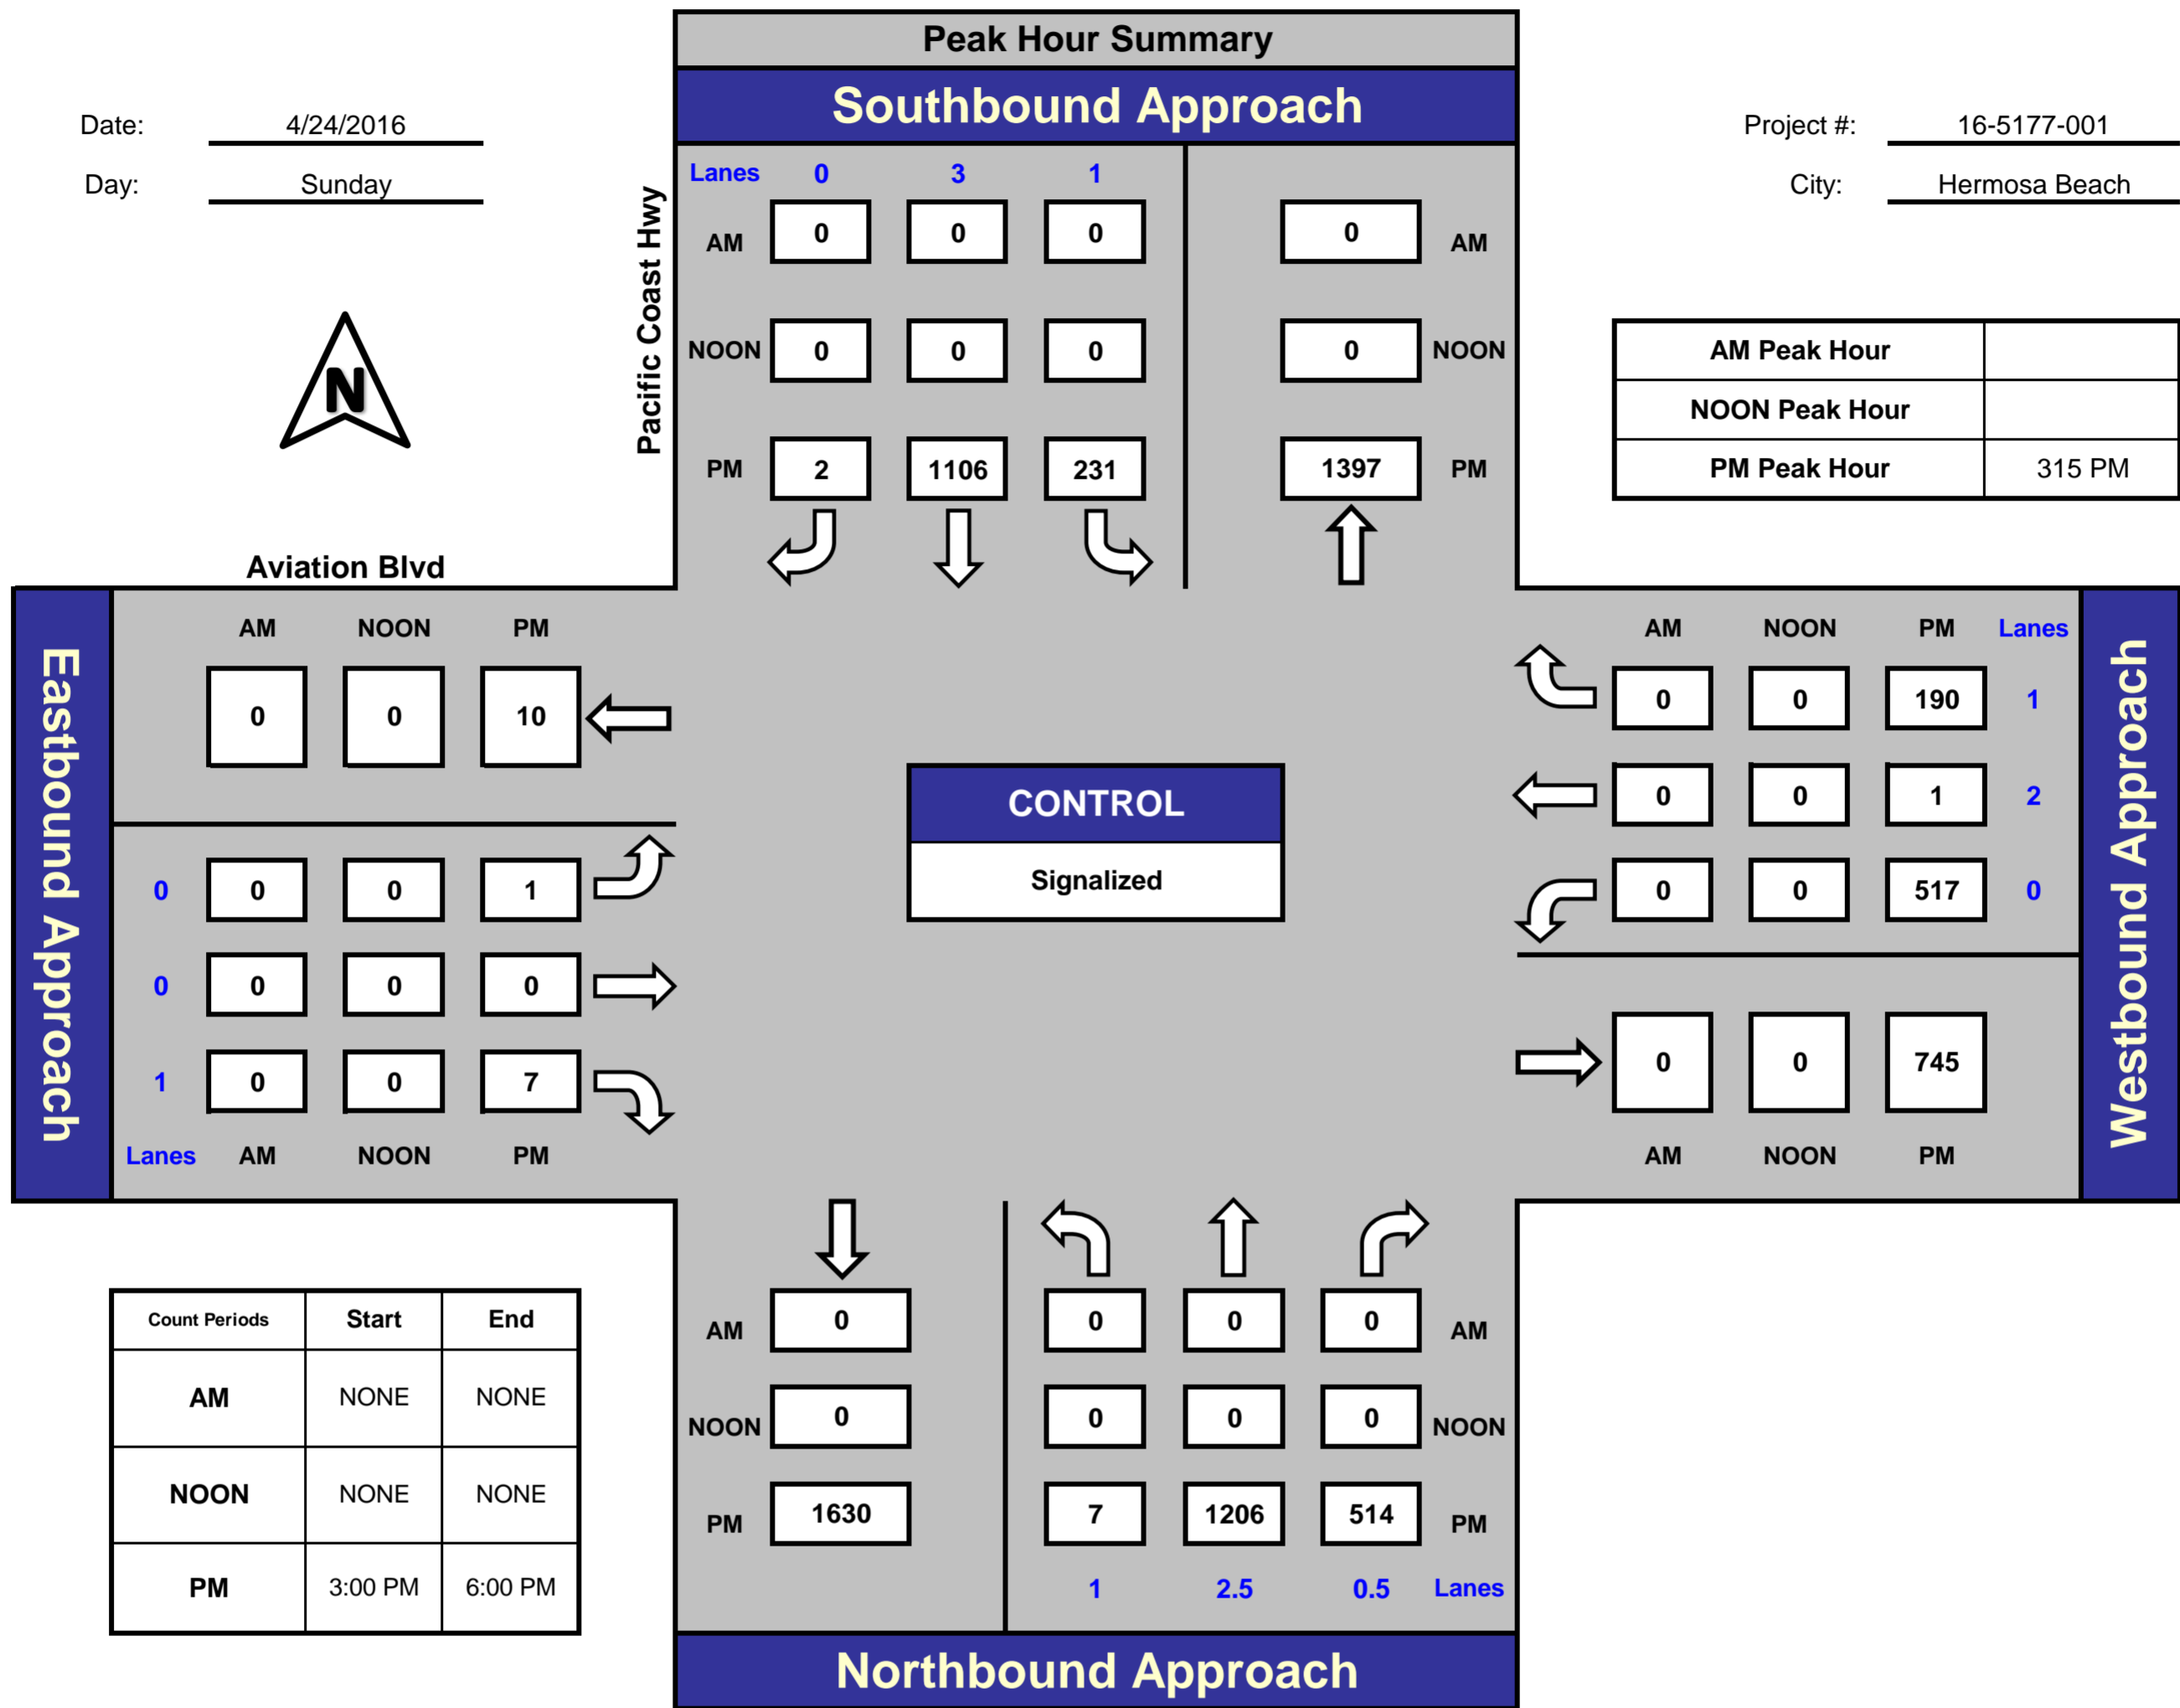 Peak Hour Summary
Southbound Approach
Date: 4/24/2016
Project #: 16-5177-001
Day: Sunday
City: Hermosa Beach
N
Pacific Coast Hwy
Lanes 0 3 1
AM 0 0 0 0 AM
NOON 0 0 0 0 NOON
PM 2 1106 231 1397 PM
AM Peak Hour
NOON Peak Hour
PM Peak Hour 315 PM
Aviation Blvd
Eastbound Approach
AM NOON PM
0 0 10
0 0 0 1
0 0 0 0
1 0 0 7
Lanes AM NOON PM
CONTROL
Signalized
AM NOON PM Lanes
0 0 190 1
0 0 1 2
0 0 517 0
0 0 745
AM NOON PM
Westbound Approach
Count Periods Start End
AM NONE NONE
NOON NONE NONE
PM 3:00 PM 6:00 PM
AM 0 0 0 0 AM
NOON 0 0 0 0 NOON
PM 1630 7 1206 514 PM
1 2.5 0.5 Lanes
Northbound Approach